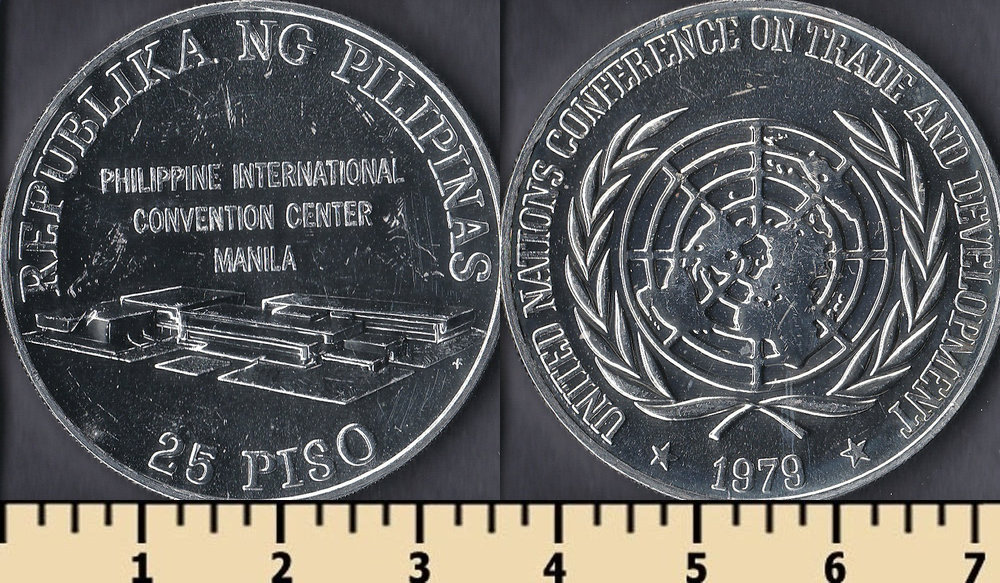 REPUBLIKA NG PILIPINAS
PHILIPPINE INTERNATIONAL
CONVENTION CENTER
MANILA
25 PISO
UNITED NATIONS CONFERENCE ON TRADE AND DEVELOPMENT
1979
1 2 3 4 5 6 7